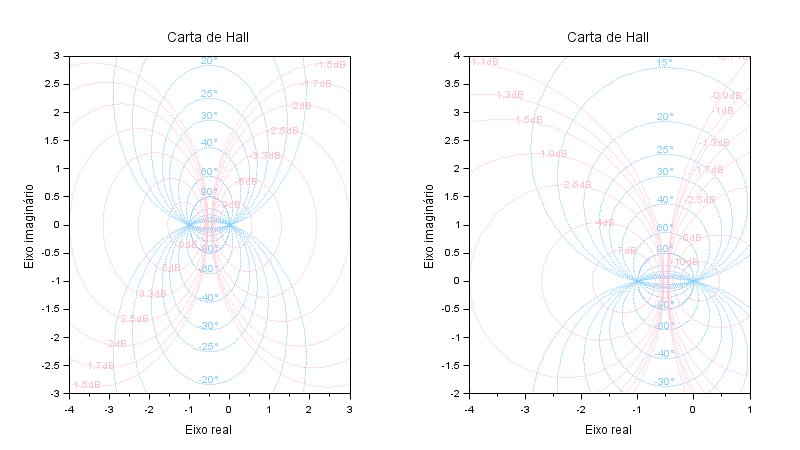 Carta de Hall
Eixo imaginário
3
2.5
2
1.5
1
0.5
0
-0.5
-1
-1.5
-2
-2.5
-3
20°
-1.5dB
-1.7dB
25°
-2dB
30°
-2.5dB
40°
-3.3dB
60°
-5dB
90°
-9dB
-90°
-5dB
-60°
-3.3dB
-40°
-2.5dB
-30°
2dB
-25°
1.7dB
-20°
1.5dB
-4
-3
-2
-1
0
1
2
3
Eixo real
Carta de Hall
Eixo imaginário
4
3.5
3
2.5
2
1.5
1
0.5
0
-0.5
-1
-1.5
-2
1.1dB
15°
1.3dB
-0.9dB
-1dB
1.5dB
20°
-1.3dB
25°
-1.7dB
30°
2.5dB
-2.5dB
40°
4dB
60°
-5dB
7dB
90°
-10dB
-90°
-60°
-40°
-30°
-4
-3
-2
-1
0
1
Eixo real